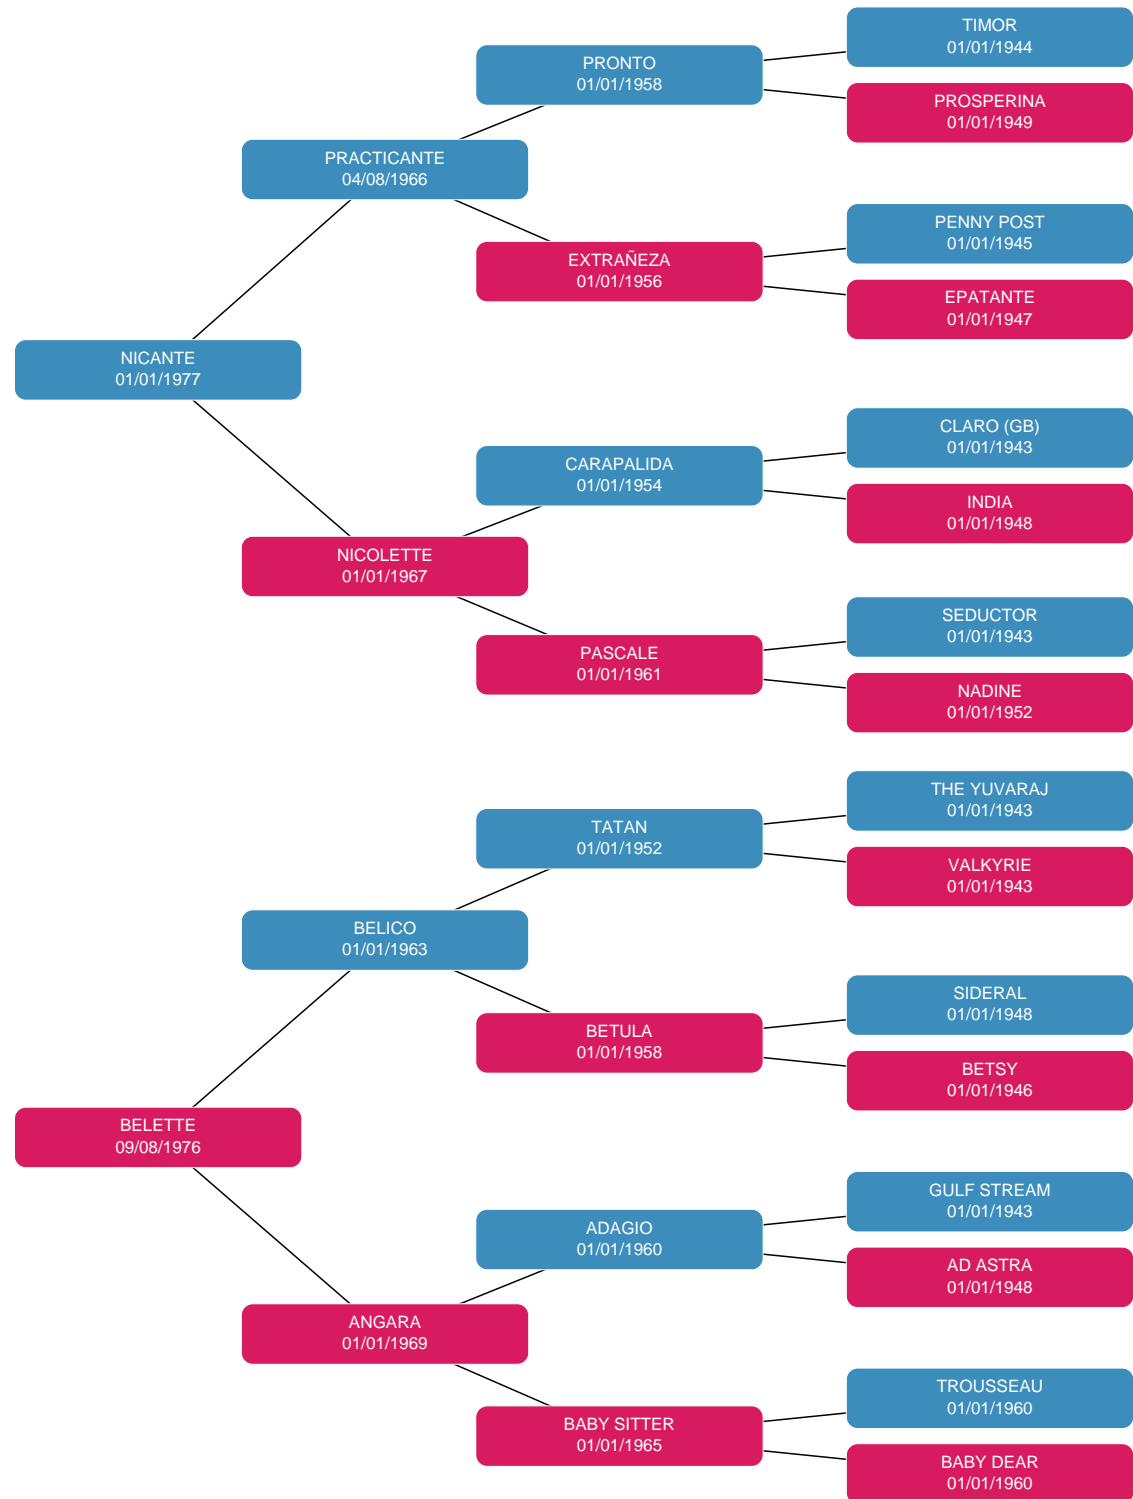 TIMOR
01/01/1944
PRONTO
01/01/1958
PROSPERINA
01/01/1949
PRACTICANTE
04/08/1966
PENNY POST
01/01/1945
EXTRAÑEZA
01/01/1956
EPATANTE
01/01/1947
NICANTE
01/01/1977
CLARO (GB)
01/01/1943
CARAPALIDA
01/01/1954
INDIA
01/01/1948
NICOLETTE
01/01/1967
SEDUCTOR
01/01/1943
PASCALE
01/01/1961
NADINE
01/01/1952
THE YUVARAJ
01/01/1943
TATAN
01/01/1952
VALKYRIE
01/01/1943
BELICO
01/01/1963
SIDERAL
01/01/1948
BETULA
01/01/1958
BETSY
01/01/1946
BELETTE
09/08/1976
GULF STREAM
01/01/1943
ADAGIO
01/01/1960
AD ASTRA
01/01/1948
ANGARA
01/01/1969
TROUSSEAU
01/01/1960
BABY SITTER
01/01/1965
BABY DEAR
01/01/1960